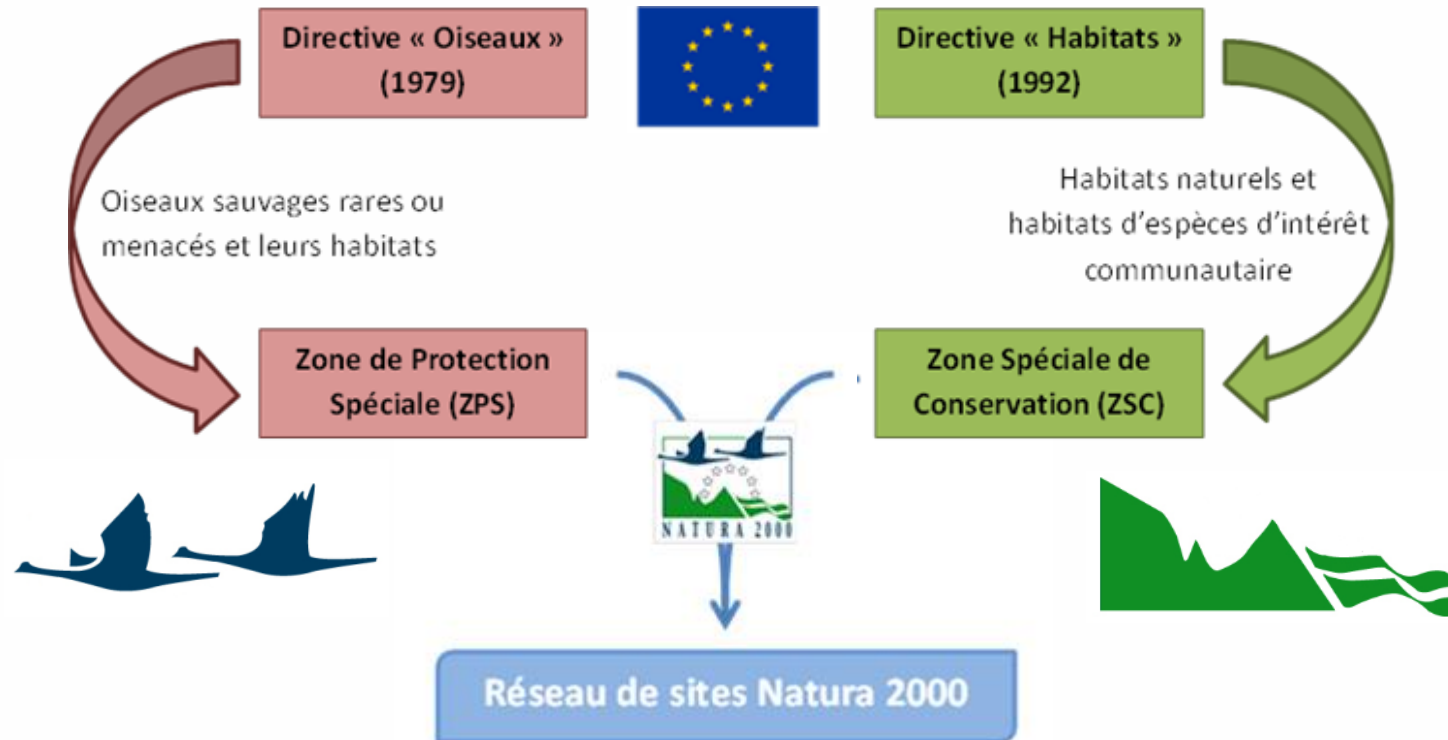 Directive « Oiseaux »
(1979)
Directive « Habitats »
(1992)
Oiseaux sauvages rares ou
menacés et leurs habitats
Habitats naturels et
habitats d'espèces d'intérêt
communautaire
Zone de Protection
Spéciale (ZPS)
Zone Spéciale de
Conservation (ZSC)
NATURA 2000
Réseau de sites Natura 2000